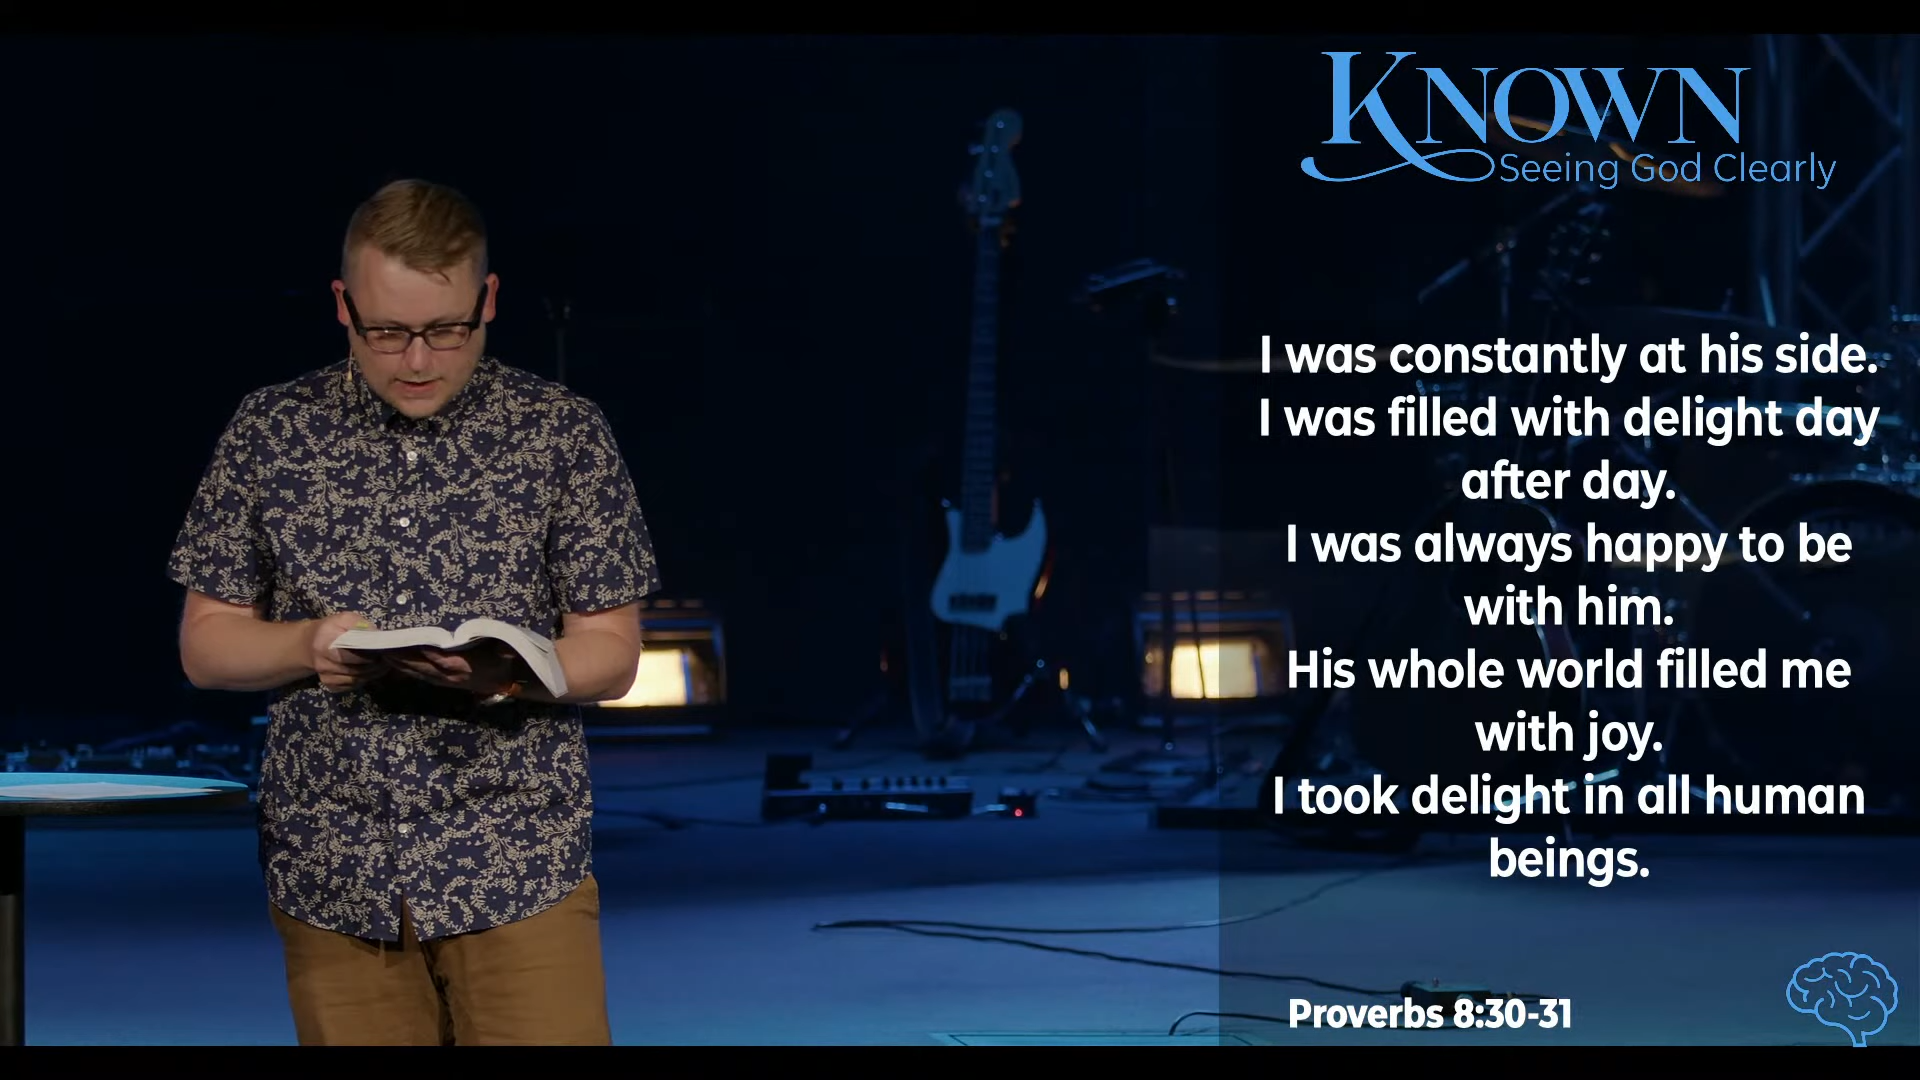 KNOWN
Seeing God Clearly
I was constantly at his side.
I was filled with delight day
after day.
I was always happy to be
with him.
His whole world filled me
with joy.
I took delight in all human
beings.
Proverbs 8:30-31